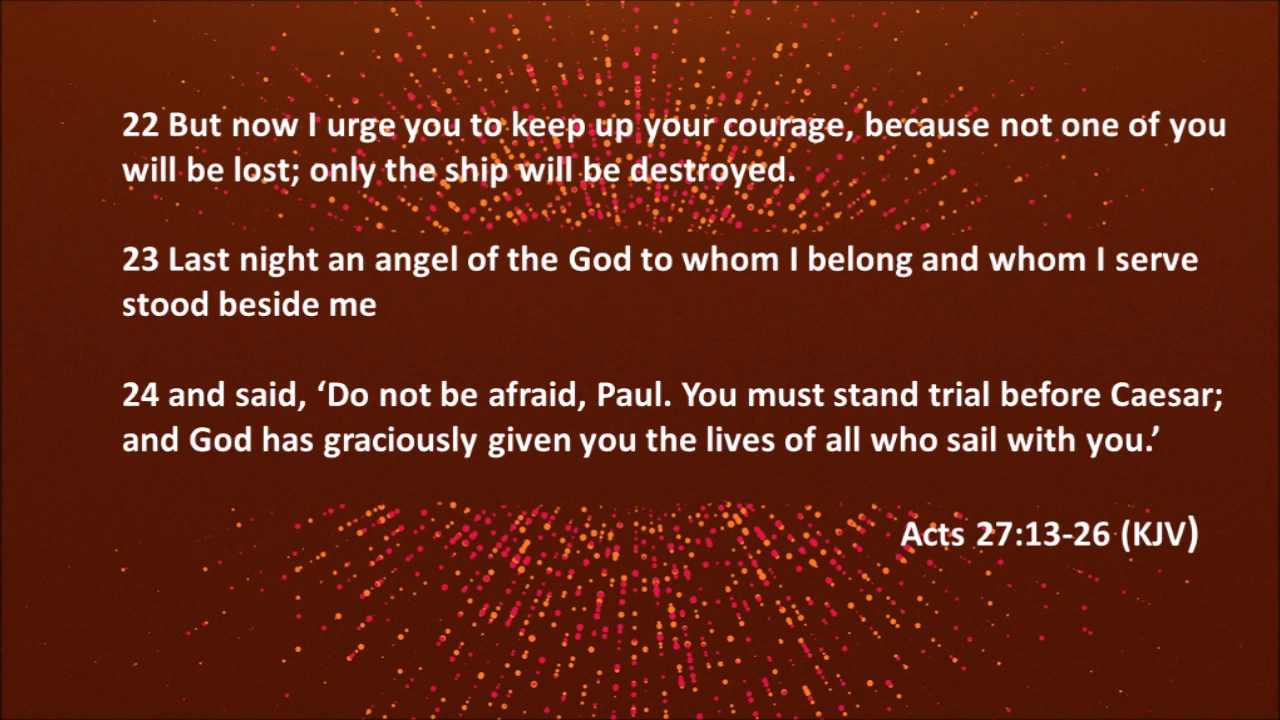 22 But now I urge you to keep up your courage, because not one of you
will be lost; only the ship will be destroyed.
23 Last night an angel of the God to whom I belong and whom I serve
stood beside me
24 and said, ‘Do not be afraid, Paul. You must stand trial before Caesar;
and God has graciously given you the lives of all who sail with you.’
Acts 27:13-26 (KJV)